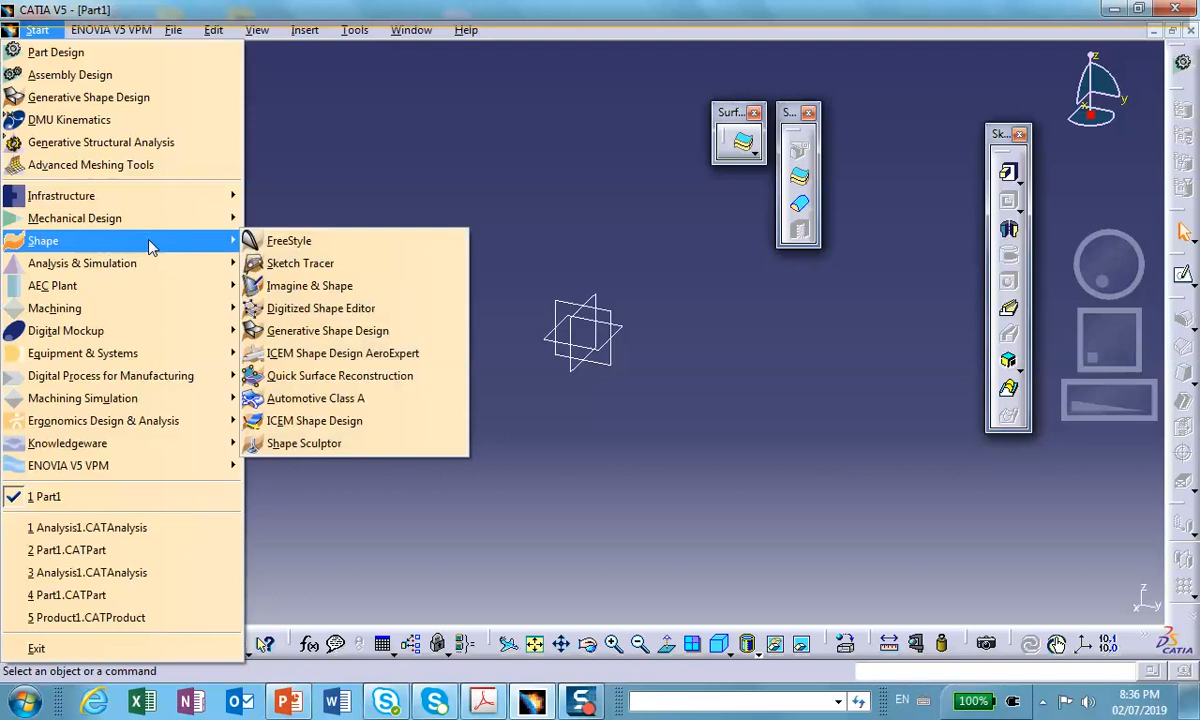 CATIA V5 - [Part1]
Start ENOVIA V5 VPM File Edit View Insert Tools Window Help
Part Design
Assembly Design
Generative Shape Design
DMU Kinematics
Generative Structural Analysis
Advanced Meshing Tools
Infrastructure
Mechanical Design
Shape
Analysis & Simulation
AEC Plant
Machining
Digital Mockup
Equipment & Systems
Digital Process for Manufacturing
Machining Simulation
Ergonomics Design & Analysis
Knowledgeware
ENOVIA V5 VPM
1 Part1
1 Analysis1.CATAnalysis
2 Part1.CATPart
3 Analysis1.CATAnalysis
4 Part1.CATPart
5 Product1.CATProduct
Exit
FreeStyle
Sketch Tracer
Imagine & Shape
Digitized Shape Editor
Generative Shape Design
ICEM Shape Design AeroExpert
Quick Surface Reconstruction
Automotive Class A
ICEM Shape Design
Shape Sculptor
Surf...
S...
Sk...
z
y
x
z
x y
f(x)
10.1
10.0
CATIA
Select an object or a command
EN
100%
8:36 PM
02/07/2019